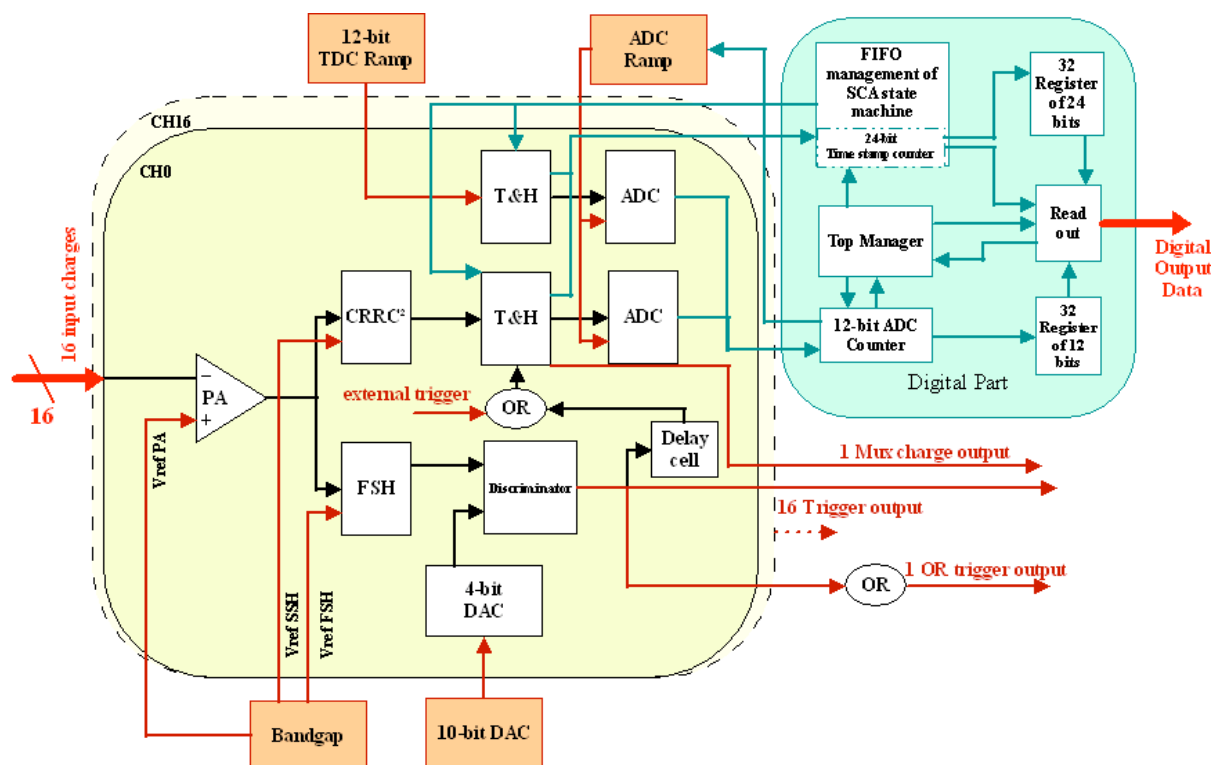 12-bit
TDC Ramp
ADC
Ramp
FIFO
management of
SCA state
machine
24-bit
Time stamp counter
32
Register
of 24
bits
CH16
CH0
T&H
ADC
Top Manager
Read
out
Digital
Output
Data
16 input charges
16
CRRC²
T&H
ADC
12-bit ADC
Counter
32
Register
of 12
bits
Digital Part
PA
−
+
external trigger
OR
Delay
cell
1 Mux charge output
Vref PA
FSH
Discriminator
16 Trigger output
4-bit
DAC
OR
1 OR trigger output
Vref SSH
Vref FSH
Bandgap
10-bit DAC